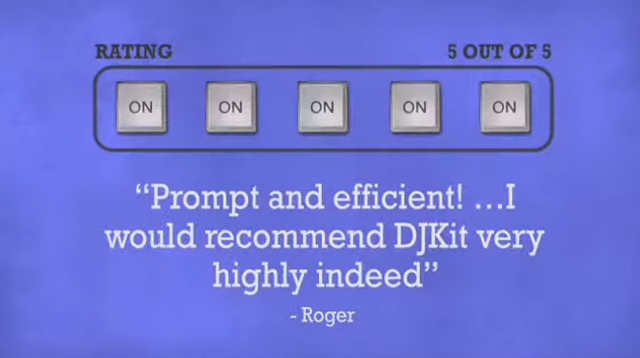 RATING 5 OUT OF 5
ON ON ON ON ON
“Prompt and efficient! ...I
would recommend DJKit very
highly indeed”
- Roger